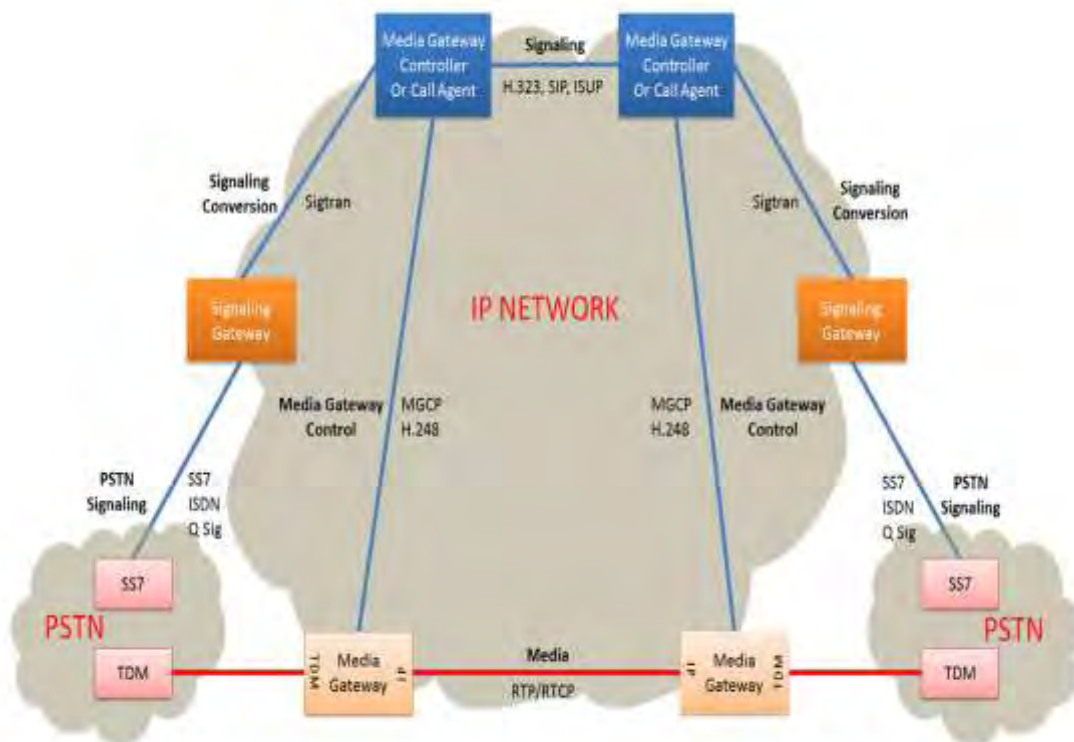 Media Gateway
Controller
Or Call Agent
Signaling
H.323, SIP, ISUP
Media Gateway
Controller
Or Call Agent
Signaling
Conversion
Sigtran
Sigtran
Signaling
Conversion
Signaling
Gateway
IP NETWORK
Signaling
Gateway
Media Gateway
Control
MGCP
H.248
MGCP
H.248
Media Gateway
Control
PSTN
Signaling
SS7
ISDN
Q Sig
SS7
ISDN
Q Sig
PSTN
Signaling
SS7
PSTN
TDM
TDM
Media
Gateway
IP
Media
RTP/RTCP
IP
Media
Gateway
TDM
SS7
PSTN
TDM